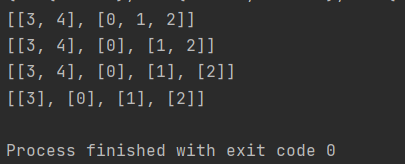 [[3, 4], [0, 1, 2]]
[[3, 4], [0], [1, 2]]
[[3, 4], [0], [1], [2]]
[[3], [0], [1], [2]]
Process finished with exit code 0